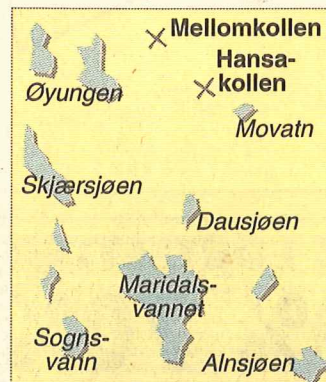 Mellomkollen
Hansa-
kollen
Øyungen
Movatn
Skjærsjøen
Dausjøen
Maridals-
vannet
Sogns-
vann
Alnsjøen